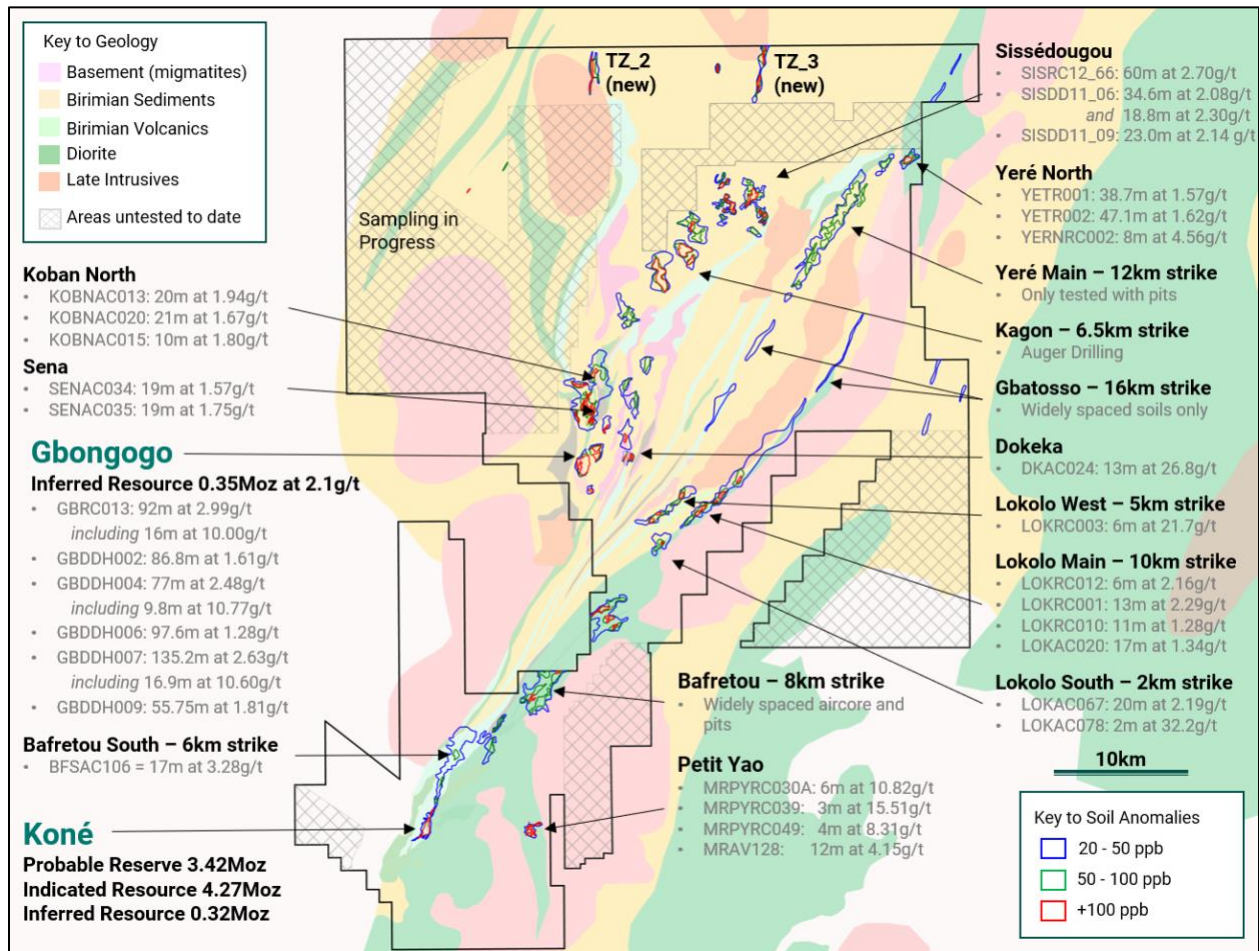 Key to Geology
Basement (migmatites)
Birimian Sediments
Birimian Volcanics
Diorite
Late Intrusives
Areas untested to date
Sampling in
Progress
TZ_2
(new)
TZ_3
(new)
Koban North
• KOBNAC013: 20m at 1.94g/t
• KOBNAC020: 21m at 1.67g/t
• KOBNAC015: 10m at 1.80g/t
Sena
• SENAC034: 19m at 1.57g/t
• SENAC035: 19m at 1.75g/t
Gbongogo
Inferred Resource 0.35Moz at 2.1g/t
• GBRC013: 92m at 2.99g/t
including 16m at 10.00g/t
• GBDDH002: 86.8m at 1.61g/t
• GBDDH004: 77m at 2.48g/t
including 9.8m at 10.77g/t
• GBDDH006: 97.6m at 1.28g/t
• GBDDH007: 135.2m at 2.63g/t
including 16.9m at 10.60g/t
• GBDDH009: 55.75m at 1.81g/t
Bafretou South – 6km strike
• BFSAC106 = 17m at 3.28g/t
Koné
Probable Reserve 3.42Moz
Indicated Resource 4.27Moz
Inferred Resource 0.32Moz
Sissédougou
• SISRC12_66: 60m at 2.70g/t
• SISDD11_06: 34.6m at 2.08g/t
and 18.8m at 2.30g/t
• SISDD11_09: 23.0m at 2.14 g/t
Yeré North
• YETR001: 38.7m at 1.57g/t
• YETR002: 47.1m at 1.62g/t
• YERNRC002: 8m at 4.56g/t
Yeré Main – 12km strike
• Only tested with pits
Kagon – 6.5km strike
• Auger Drilling
Gbatosso – 16km strike
• Widely spaced soils only
Dokeka
• DKAC024: 13m at 26.8g/t
Lokolo West – 5km strike
• LOKRC003: 6m at 21.7g/t
Lokolo Main – 10km strike
• LOKRC012: 6m at 2.16g/t
• LOKRC001: 13m at 2.29g/t
• LOKRC010: 11m at 1.28g/t
• LOKAC020: 17m at 1.34g/t
Lokolo South – 2km strike
• LOKAC067: 20m at 2.19g/t
• LOKAC078: 2m at 32.2g/t
Bafretou – 8km strike
• Widely spaced aircore and
pits
Petit Yao
• MRPYRC030A: 6m at 10.82g/t
• MRPYRC039: 3m at 15.51g/t
• MRPYRC049: 4m at 8.31g/t
• MRAV128: 12m at 4.15g/t
10km
Key to Soil Anomalies
20 - 50 ppb
50 - 100 ppb
+100 ppb